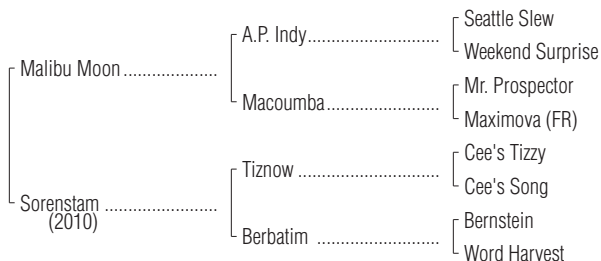 Seattle Slew
A.P. Indy
Weekend Surprise
Malibu Moon
Mr. Prospector
Macoumba
Maximova (FR)
Cee's Tizzy
Tiznow
Cee's Song
Sorenstam
(2010)
Bernstein
Berbatim
Word Harvest